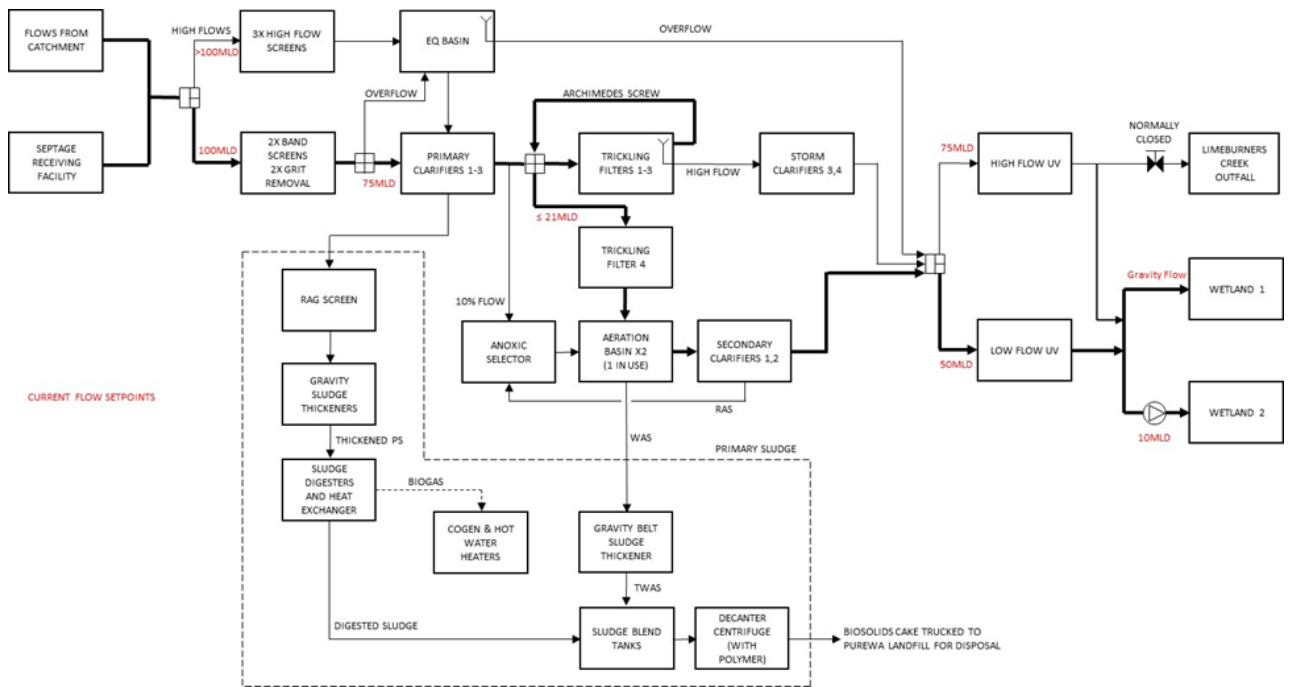 FLOWS FROM
CATCHMENT
HIGH FLOWS
>100MLD
3X HIGH FLOW
SCREENS
EQ BASIN
OVERFLOW
OVERFLOW
ARCHIMEDES SCREW
SEPTAGE
RECEIVING
FACILITY
100MLD
2X BAND
SCREENS
2X GRIT
REMOVAL
75MLD
PRIMARY
CLARIFIERS 1-3
TRICKLING
FILTERS 1-3
HIGH FLOW
STORM
CLARIFIERS 3,4
75MLD
HIGH FLOW UV
NORMALLY
CLOSED
LIMEBURNERS
CREEK
OUTFALL
≤ 21MLD
TRICKLING
FILTER 4
RAG SCREEN
10% FLOW
ANOXIC
SELECTOR
AERATION
BASIN X2
(1 IN USE)
SECONDARY
CLARIFIERS 1,2
RAS
50MLD
LOW FLOW UV
Gravity Flow
WETLAND 1
WETLAND 2
10MLD
CURRENT FLOW SETPOINTS
GRAVITY
SLUDGE
THICKENERS
THICKENED PS
WAS
PRIMARY SLUDGE
SLUDGE
DIGESTERS
AND HEAT
EXCHANGER
BIOGAS
COGEN & HOT
WATER
HEATERS
GRAVITY BELT
SLUDGE
THICKENER
TWAS
DIGESTED SLUDGE
SLUDGE BLEND
TANKS
DECANTER
CENTRIFUGE
(WITH
POLYMER)
BIOSOLIDS CAKE TRUCKED TO
PUREWA LANDFILL FOR DISPOSAL